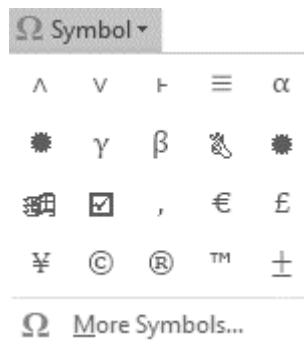 Ω Symbol
∧ ∨ ⊦ ≡ α
✹ γ β ✹
☑ , € £
¥ © ® ™ ±
Ω More Symbols...